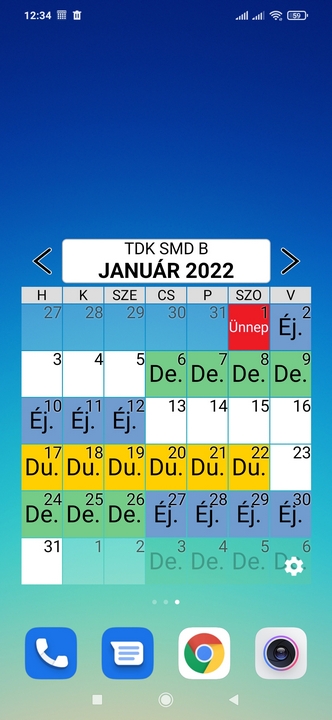 12:34
59
TDK SMD B
JANUÁR 2022
H K SZE CS P SZO V
27 28 29 30 31 1 2
Ünnep Éj.
3 4 5 6 7 8 9
De. De. De. De.
10 11 12 13 14 15 16
Éj. Éj. Éj.
17 18 19 20 21 22 23
Du. Du. Du. Du. Du. Du.
24 25 26 27 28 29 30
De. De. De. Éj. Éj. Éj. Éj.
31 1 2 3 4 5 6
De. De. De. De.